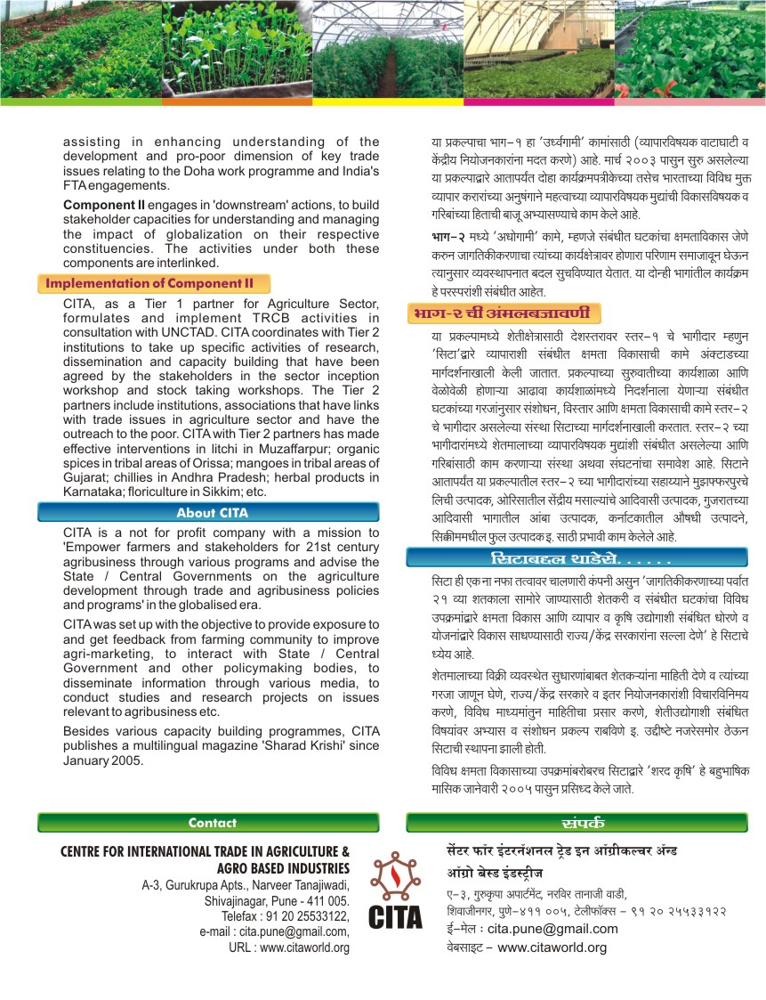 assisting in enhancing understanding of the
development and pro-poor dimension of key trade
issues relating to the Doha work programme and India's
FTA engagements.
Component II engages in 'downstream' actions, to build
stakeholder capacities for understanding and managing
the impact of globalization on their respective
constituencies. The activities under both these
components are interlinked.
Implementation of Component II
CITA, as a Tier 1 partner for Agriculture Sector,
formulates and implement TRCB activities in
consultation with UNCTAD. CITA coordinates with Tier 2
institutions to take up specific activities of research,
dissemination and capacity building that have been
agreed by the stakeholders in the sector inception
workshop and stock taking workshops. The Tier 2
partners include institutions, associations that have links
with trade issues in agriculture sector and have the
outreach to the poor. CITA with Tier 2 partners has made
effective interventions in litchi in Muzaffarpur; organic
spices in tribal areas of Orissa; mangoes in tribal areas of
Gujarat; chillies in Andhra Pradesh; herbal products in
Karnataka; floriculture in Sikkim; etc.
About CITA
CITA is a not for profit company with a mission to
'Empower farmers and stakeholders for 21st century
agribusiness through various programs and advise the
State / Central Governments on the agriculture
development through trade and agribusiness policies
and programs' in the globalised era.
CITA was set up with the objective to provide exposure to
and get feedback from farming community to improve
agri-marketing, to interact with State / Central
Government and other policymaking bodies, to
disseminate information through various media, to
conduct studies and research projects on issues
relevant to agribusiness etc.
Besides various capacity building programmes, CITA
publishes a multilingual magazine 'Sharad Krishi' since
January 2005.
Contact
CENTRE FOR INTERNATIONAL TRADE IN AGRICULTURE &
AGRO BASED INDUSTRIES
A-3, Gurukrupa Apts., Narveer Tanajiwadi,
Shivajinagar, Pune - 411 005.
Telefax : 91 20 25533122,
e-mail : cita.pune@gmail.com,
URL : www.citaworld.org
CITA
या प्रकल्पाचा भाग-१ हा 'उर्ध्वगामी' कामांसाठी (व्यापारविषयक वाटाघाटी व
केंद्रीय नियोजनकारांना मदत करणे) आहे. मार्च २००३ पासुन सुरु असलेल्या
या प्रकल्पाद्वारे आतापर्यंत दोहा कार्यक्रमपत्रीकेच्या तसेच भारताच्या विविध मुक्त
व्यापार करारांच्या अनुषंगाने महत्वाच्या व्यापारविषयक मुद्यांची विकासविषयक व
गरिबांच्या हिताची बाजू अभ्यासण्याचे काम केले आहे.
भाग-२ मध्ये 'अधोगामी' कामे, म्हणजे संबंधीत घटकांचा क्षमताविकास जेणे
करुन जागतिकीकरणाचा त्यांच्या कार्यक्षेत्रावर होणारा परिणाम समाजावून घेऊन
त्यानुसार व्यवस्थापनात बदल सुचविण्यात येतात. या दोन्ही भागांतील कार्यक्रम
हे परस्परांशी संबंधीत आहेत.
भाग-२ ची अंमलबजावणी
या प्रकल्पामध्ये शेतीक्षेत्रासाठी देशस्तरावर स्तर-१ चे भागीदार म्हणुन
'सिटा'द्वारे व्यापाराशी संबंधीत क्षमता विकासाची कामे अंक्टाडच्या
मार्गदर्शनाखाली केली जातात. प्रकल्पाच्या सुरुवातीच्या कार्यशाळा आणि
वेळोवेळी होणाऱ्या आढावा कार्यशाळांमध्ये निदर्शनाला येणाऱ्या संबंधीत
घटकांच्या गरजांनुसार संशोधन, विस्तार आणि क्षमता विकासाची कामे स्तर-२
चे भागीदार असलेल्या संस्था सिटाच्या मार्गदर्शनाखाली करतात. स्तर-२ च्या
भागीदारांमध्ये शेतमालाच्या व्यापारविषयक मुद्यांशी संबंधीत असलेल्या आणि
गरिबांसाठी काम करणाऱ्या संस्था अथवा संघटनांचा समावेश आहे. सिटाने
आतापर्यंत या प्रकल्पातील स्तर-२ च्या भागीदारांच्या सहाय्याने मुझफ्फरपुरचे
लिची उत्पादक, ओरिसातील सेंद्रीय मसाल्यांचे आदिवासी उत्पादक, गुजरातच्या
आदिवासी भागातील आंबा उत्पादक, कर्नाटकातील औषधी उत्पादने,
सिक्कीममधील फुल उत्पादक इ. साठी प्रभावी काम केलेले आहे.
सिटाबद्दल थाडेसे......
सिटा ही एक ना नफा तत्वावर चालणारी कंपनी असुन 'जागतिकीकरणाच्या पर्वात
२१ व्या शतकाला सामोरे जाण्यासाठी शेतकरी व संबंधीत घटकांचा विविध
उपक्रमांद्वारे क्षमता विकास आणि व्यापार व कृषि उद्योगाशी संबंधित धोरणे व
योजनांद्वारे विकास साधण्यासाठी राज्य/केंद्र सरकारांना सल्ला देणे' हे सिटाचे
ध्येय आहे.
शेतमालाच्या विक्री व्यवस्थेत सुधारणांबाबत शेतकऱ्यांना माहिती देणे व त्यांच्या
गरजा जाणून घेणे, राज्य/केंद्र सरकारे व इतर नियोजनकारांशी विचारविनिमय
करणे, विविध माध्यमांतुन माहितीचा प्रसार करणे, शेतीउद्योगाशी संबंधित
विषयांवर अभ्यास व संशोधन प्रकल्प राबविणे इ. उद्दीष्टे नजरेसमोर ठेऊन
सिटाची स्थापना झाली होती.
विविध क्षमता विकासाच्या उपक्रमांबरोबरच सिटाद्वारे 'शरद कृषि' हे बहुभाषिक
मासिक जानेवारी २००५ पासुन प्रसिध्द केले जाते.
संपर्क
सेंटर फॉर इंटरनॅशनल ट्रेड इन ऑग्रीकल्चर ॲन्ड
ऑग्रो बेस्ड इंडस्ट्रीज
ए-३, गुरुकृपा अपार्टमेंट, नरविर तानाजी वाडी,
शिवाजीनगर, पुणे-४११ ००५, टेलीफॉक्स - ९१ २० २५५३३१२२
ई-मेल : cita.pune@gmail.com
वेबसाइट - www.citaworld.org